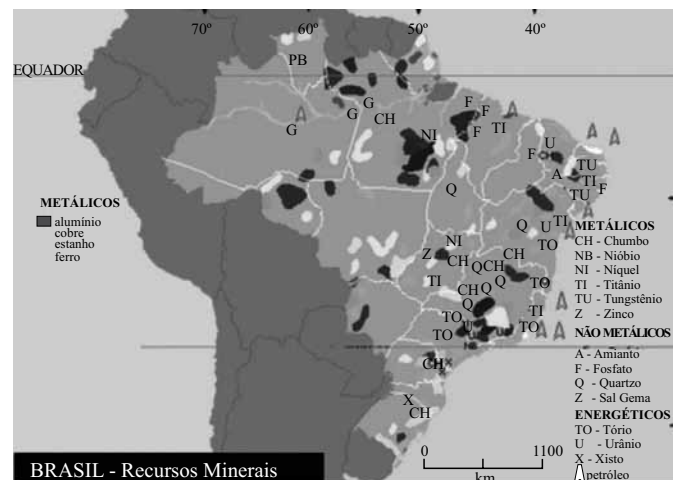 70º 60º 50º 40º
EQUADOR
PB
G
G
G
CH
NI
F
F
F
TI
U
F
A
TU
TI
TU
F
Q
Q
U
TI
TO
NI
Z
CH
Q
CH
CH
TI
CH
Q
Q
Q
TO
TI
TO
TO
U
TO
CH
X
X
CH
METÁLICOS
alumínio
cobre
estanho
ferro
METÁLICOS
CH - Chumbo
NB - Nióbio
NI - Níquel
TI - Titânio
TU - Tungstênio
Z - Zinco
NÃO METÁLICOS
A - Amianto
F - Fosfato
Q - Quartzo
Z - Sal Gema
ENERGÉTICOS
TO - Tório
U - Urânio
X - Xisto
petróleo
0 1100
km
BRASIL - Recursos Minerais